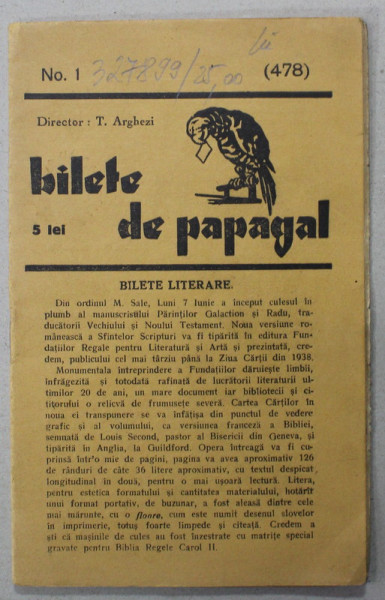 No. 1 327899/25,00 (478)
Director : T. Arghezi
bilete
5 lei de papagal
BILETE LITERARE.
Din ordinul M. Sale, Luni 7 Iunie a început culesul în
plumb al manuscrisului Părinților Galaction și Radu, tra-
ducătorii Vechiului și Noului Testament. Noua versiune ro-
mânească a Sfintelor Scripturi va fi tipărită în editura Fun-
dațiilor Regale pentru Literatură și Artă și prezintată, cre-
dem, publicului cel mai târziu până la Ziua Cărții din 1938.
Monumentala întreprindere a Fundațiilor dăruiește limbii,
înfrăgezită și totodată rafinată de lucrătorii literaturii ul-
timilor 20 de ani, un mare document iar bibliotecii și ci-
titorului o relicvă de frumusețe severă. Cartea Cărților în
noua ei transpunere se va înfățișa din punctul de vedere
grafic și al volumului, ca versiunea franceză a Bibliei,
semnată de Louis Second, pastor al Bisericii din Geneva, și
tipărită în Anglia, la Guildford. Opera întreagă va fi cu-
prinsă într'o mie de pagini, pagina va avea aproximativ 126
de rânduri de câte 36 litere aproximativ, cu textul despicat
longitudinal în două, pentru o mai ușoară lectură. Litera,
pentru estetica formatului și cantitatea materialului, hotărît
unui format portativ, de buzunar, a fost aleasă dintre cele
mai mărunte, cu o floare, cum este numit desenul slovelor
în imprimerie, totuș foarte limpede și citeață. Credem a
ști că mașinile de cules au fost înzestrate cu matrițe special
gravate pentru Biblia Regele Carol II.